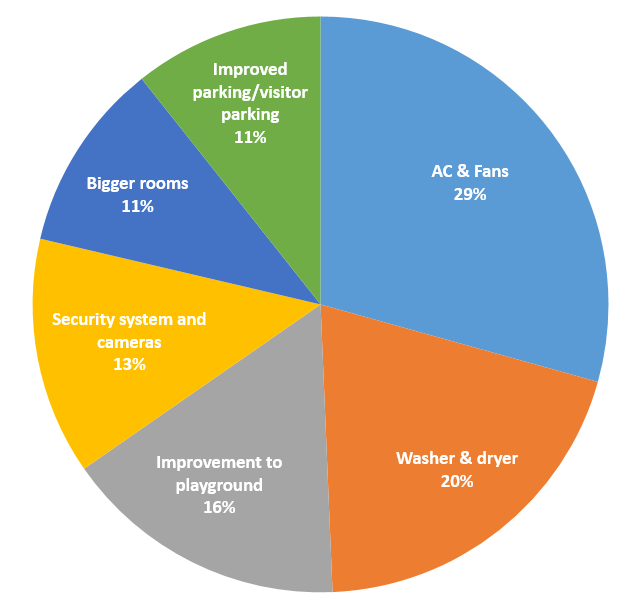 AC & Fans
29%
Washer & dryer
20%
Improvement to
playground
16%
Security system and
cameras
13%
Bigger rooms
11%
Improved
parking/visitor
parking
11%